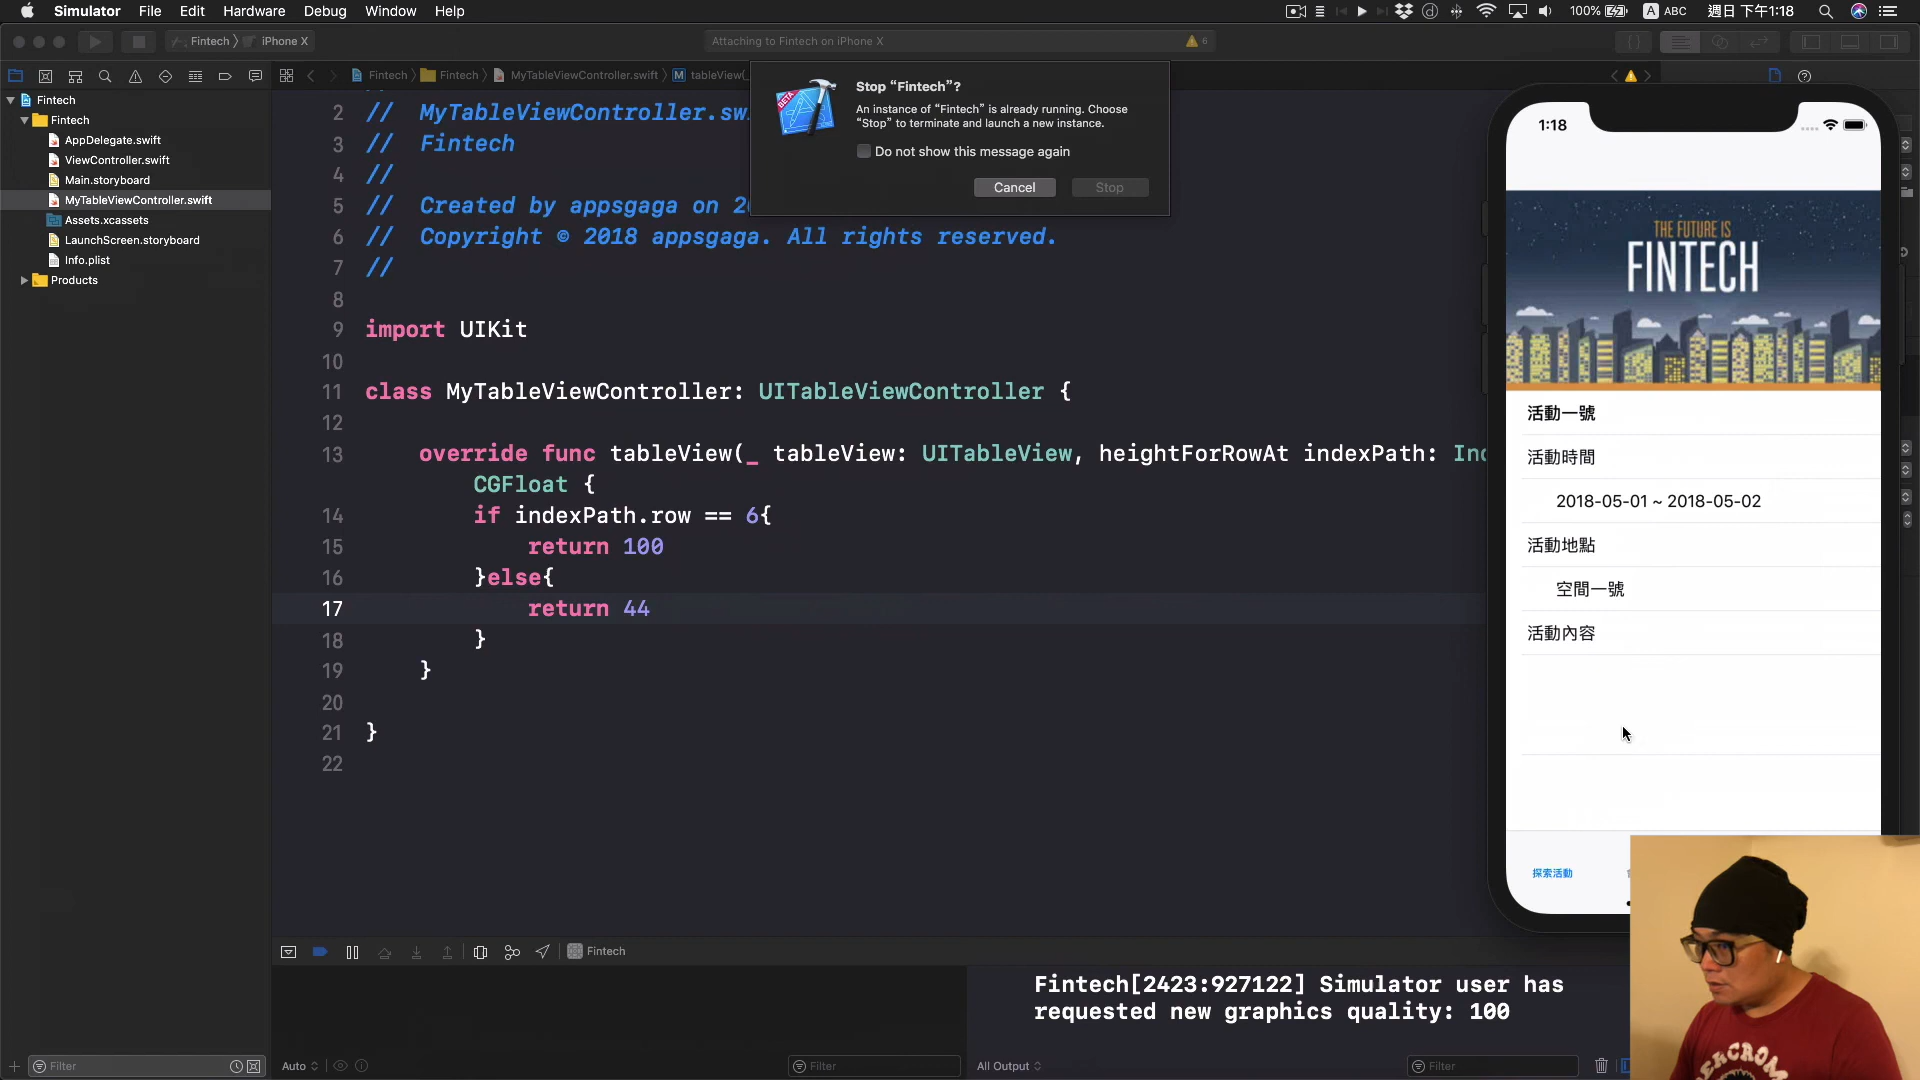 Simulator File Edit Hardware Debug Window Help
100% A ABC 週日 下午1:18
Fintech iPhone X
Attaching to Fintech on iPhone X
6
Fintech Fintech MyTableViewController.swift M tableView(_
Fintech
Fintech
AppDelegate.swift
ViewController.swift
Main.storyboard
MyTableViewController.swift
Assets.xcassets
LaunchScreen.storyboard
Info.plist
Products
Stop “Fintech”?
An instance of “Fintech” is already running. Choose
“Stop” to terminate and launch a new instance.
Do not show this message again
Cancel Stop
BETA
2 // MyTableViewController.sw
3 // Fintech
4 //
5 // Created by appsgaga on 2
6 // Copyright © 2018 appsgaga. All rights reserved.
7 //
8
9 import UIKit
10
11 class MyTableViewController: UITableViewController {
12
13 override func tableView(_ tableView: UITableView, heightForRowAt indexPath: Ind
CGFloat {
14 if indexPath.row == 6{
15 return 100
16 }else{
17 return 44
18 }
19 }
20
21 }
22
1:18
THE FUTURE IS
FINTECH
活動一號
活動時間
2018-05-01 ~ 2018-05-02
活動地點
空間一號
活動內容
探索活動
Fintech
Fintech[2423:927122] Simulator user has
requested new graphics quality: 100
Filter
Auto
Filter
All Output
Filter